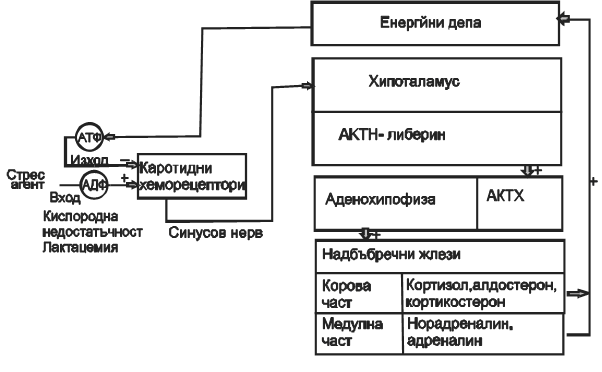 Енергйни депа
Хипоталамус
АКТН- либерин
+
Аденохипофиза
АКТХ
+
Надбъбречни жлези
Корова
част
Кортизол,алдостерон,
кортикостерон
Медулна
част
Норадреналин,
адреналин
+
АТФ
Изход
–
Каротидни
хеморецептори
Стрес
агент
АДФ
+
Вход
Кислородна
недостатъчност
Лактацемия
Синусов нерв